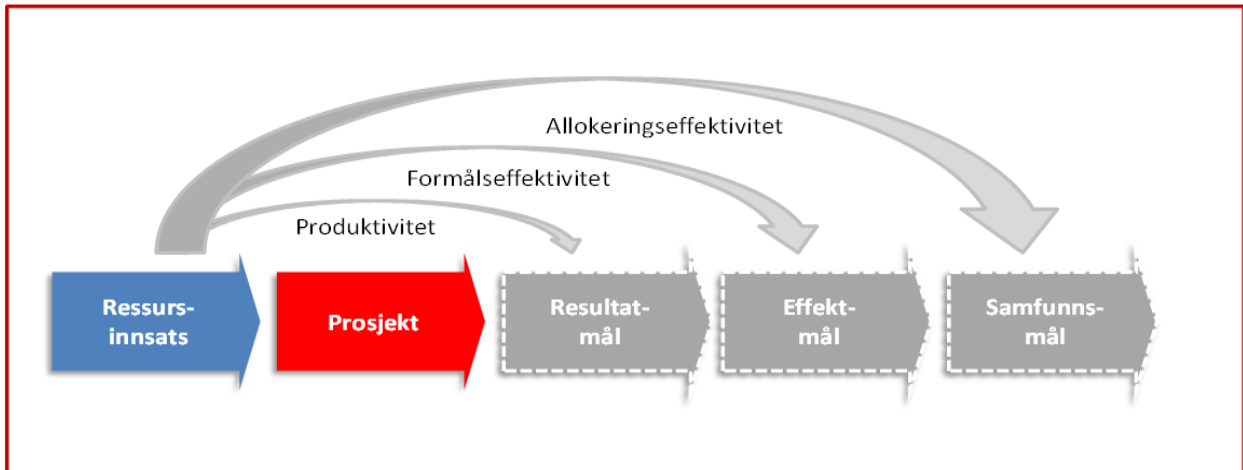 Allokeringseffektivitet
Formålseffektivitet
Produktivitet
Ressurs-
innsats
Prosjekt
Resultat-
mål
Effekt-
mål
Samfunns-
mål